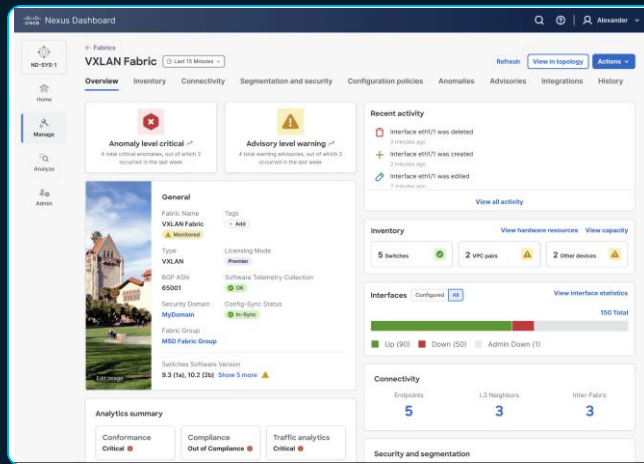 CISCO Nexus Dashboard
Alexander
ND-SYS-1
Home
Manage
Analyze
Admin
← Fabrics
VXLAN Fabric
Last 15 Minutes
Refresh
View in topology
Actions
Overview Inventory Connectivity Segmentation and security Configuration policies Anomalies Advisories Integrations History
Anomaly level critical
4 total critical anomalies, out of which 2
occurred in the last week
Advisory level warning
4 total warning advisories, out of which 2
occurred in the last week
General
Fabric Name
VXLAN Fabric
Monitored
Tags
+ Add
Type
VXLAN
Licensing Mode
Premier
BGP ASN
65001
Software Telemetry Collection
OK
Security Domain
MyDomain
Config-Sync Status
In-Sync
Fabric Group
MSD Fabric Group
Switches Software Version
9.3 (1a), 10.2 (2b) Show 5 more
Edit image
Analytics summary
Conformance
Critical
Compliance
Out of Compliance
Traffic analytics
Critical
Recent activity
Interface eth1/1 was deleted
2 minutes ago
Interface eth1/1 was created
2 minutes ago
Interface eth1/1 was edited
2 minutes ago
View all activity
Inventory
View hardware resources View capacity
5 Switches
2 VPC pairs
2 Other devices
Interfaces
Configured All
View interface statistics
150 Total
Up (90) Down (50) Admin Down (1)
Connectivity
Endpoints
5
L3 Neighbors
3
Inter-Fabric
3
Security and segmentation